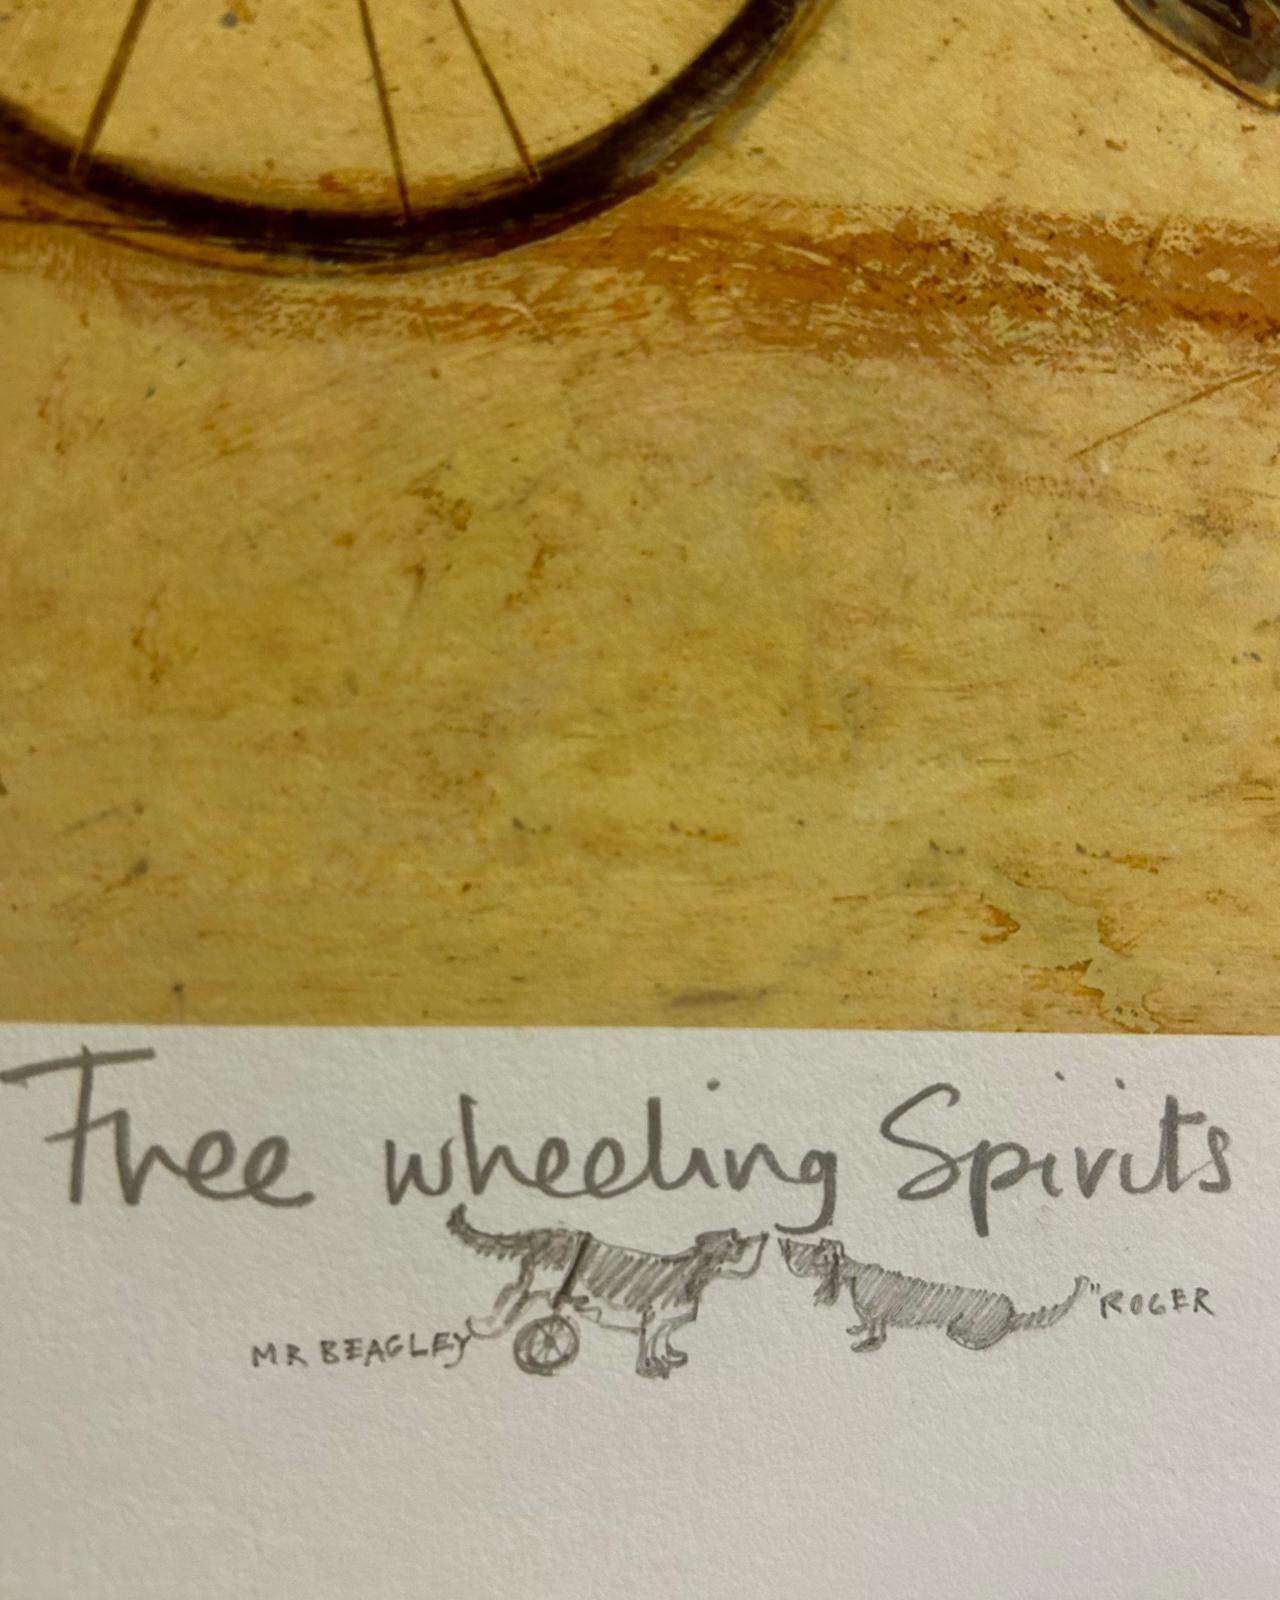 Free wheeling Spirits
MR BEAGLEY
"ROGER